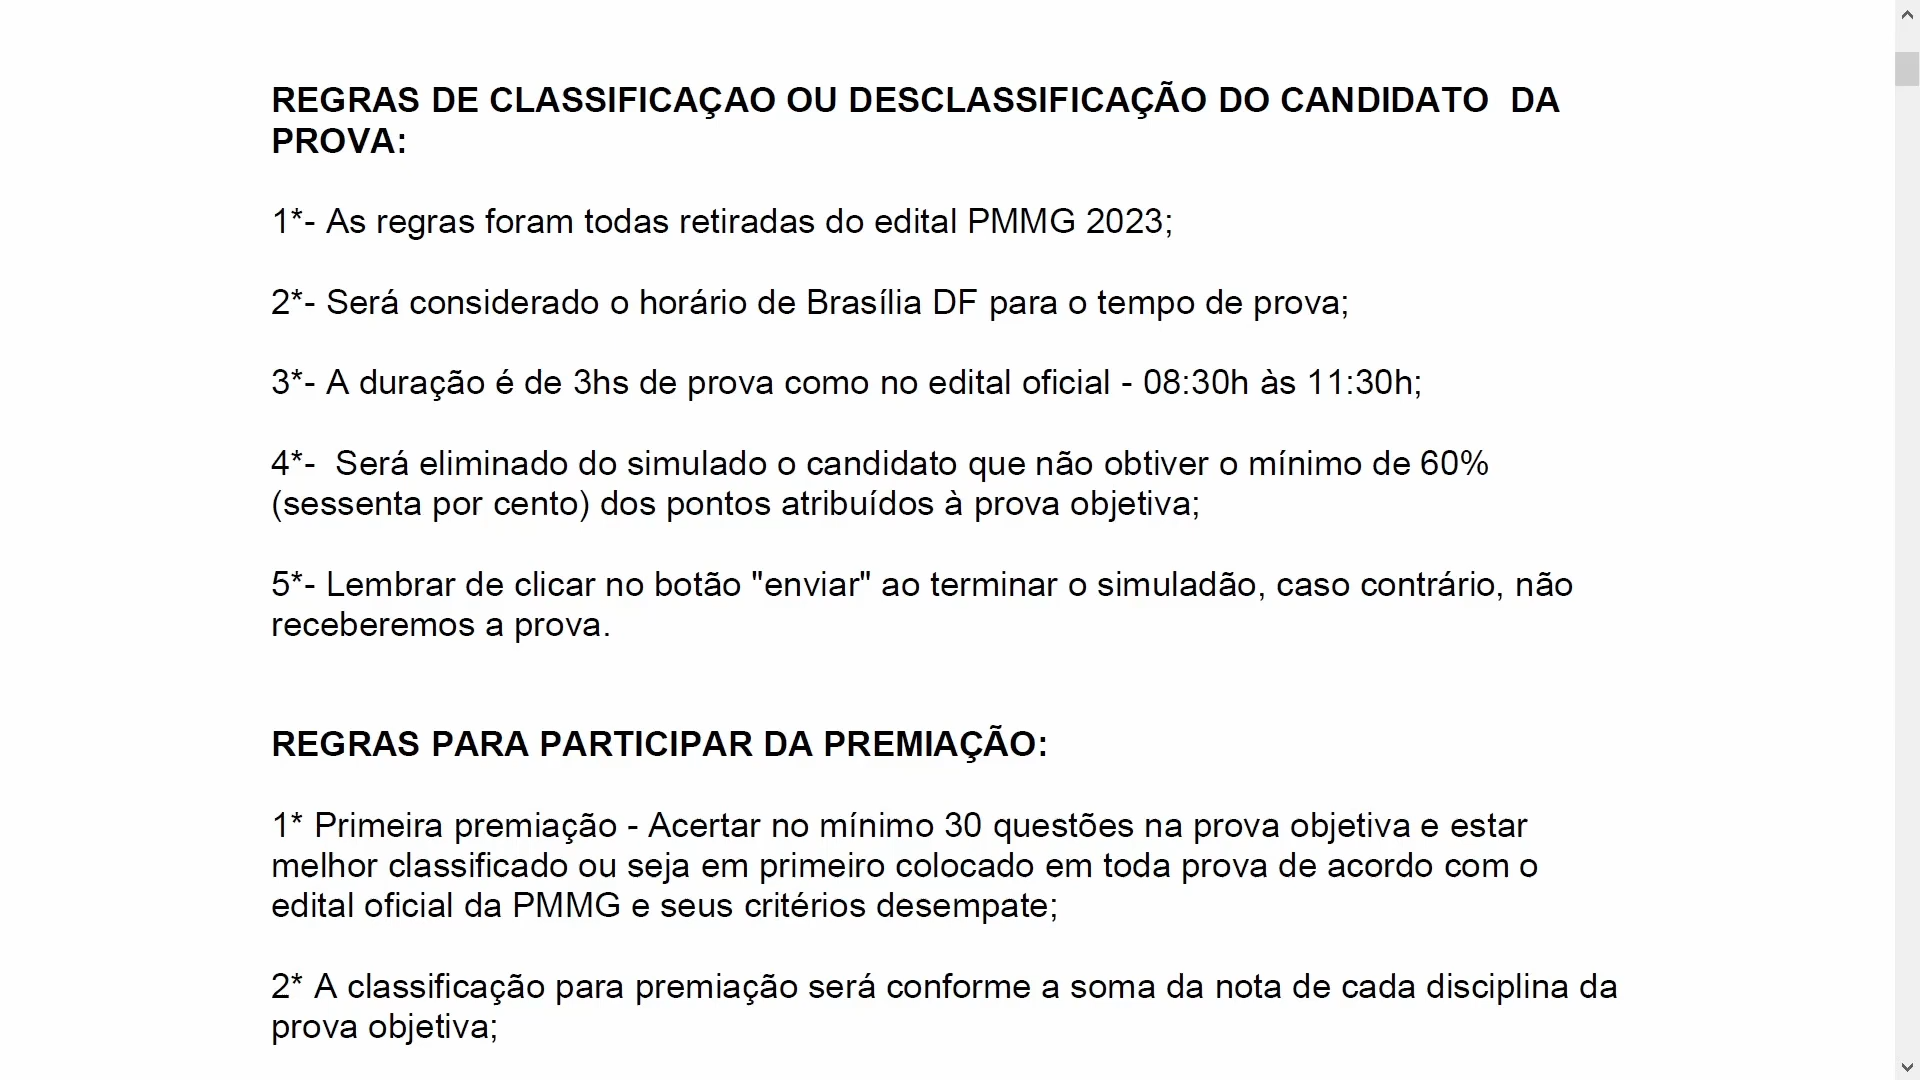 REGRAS DE CLASSIFICAÇAO OU DESCLASSIFICAÇÃO DO CANDIDATO  DA
PROVA:
1*- As regras foram todas retiradas do edital PMMG 2023;
2*- Será considerado o horário de Brasília DF para o tempo de prova;
3*- A duração é de 3hs de prova como no edital oficial - 08:30h às 11:30h;
4*-  Será eliminado do simulado o candidato que não obtiver o mínimo de 60%
(sessenta por cento) dos pontos atribuídos à prova objetiva;
5*- Lembrar de clicar no botão "enviar" ao terminar o simuladão, caso contrário, não
receberemos a prova.
REGRAS PARA PARTICIPAR DA PREMIAÇÃO:
1* Primeira premiação - Acertar no mínimo 30 questões na prova objetiva e estar
melhor classificado ou seja em primeiro colocado em toda prova de acordo com o
edital oficial da PMMG e seus critérios desempate;
2* A classificação para premiação será conforme a soma da nota de cada disciplina da
prova objetiva;